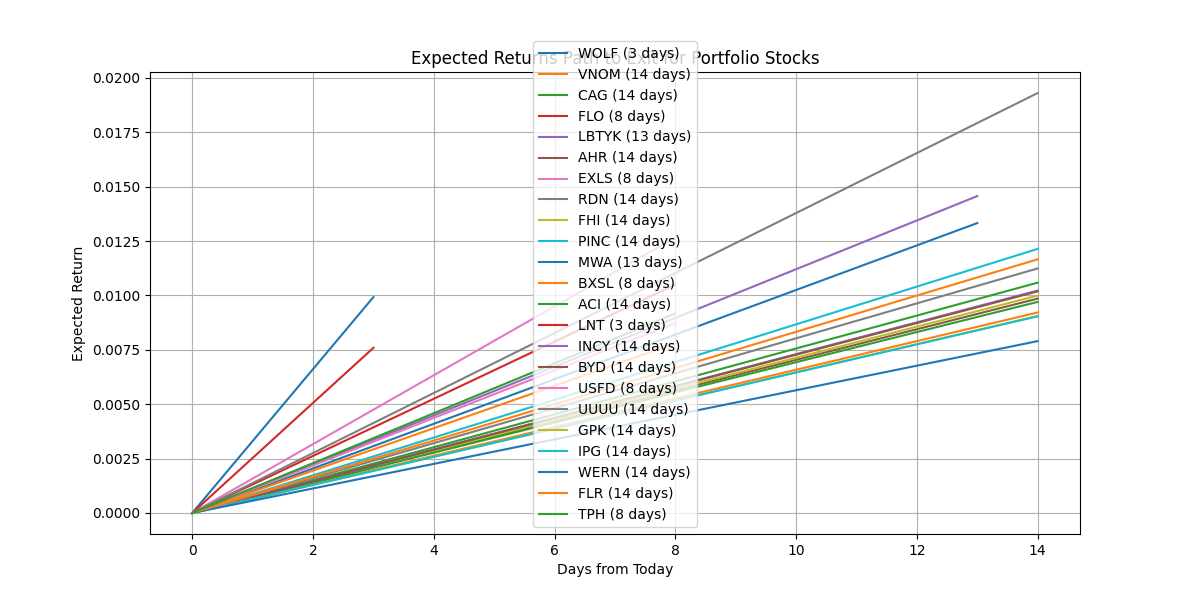 Expected Returns Path to Exit for Portfolio Stocks
WOLF (3 days)
VNOM (14 days)
CAG (14 days)
FLO (8 days)
LBTYK (13 days)
AHR (14 days)
EXLS (8 days)
RDN (14 days)
FHI (14 days)
PINC (14 days)
MWA (13 days)
BXSL (8 days)
ACI (14 days)
LNT (3 days)
INCY (14 days)
BYD (14 days)
USFD (8 days)
UUUU (14 days)
GPK (14 days)
IPG (14 days)
WERN (14 days)
FLR (14 days)
TPH (8 days)
Expected Return
0.0200
0.0175
0.0150
0.0125
0.0100
0.0075
0.0050
0.0025
0.0000
0 2 4 6 8 10 12 14
Days from Today